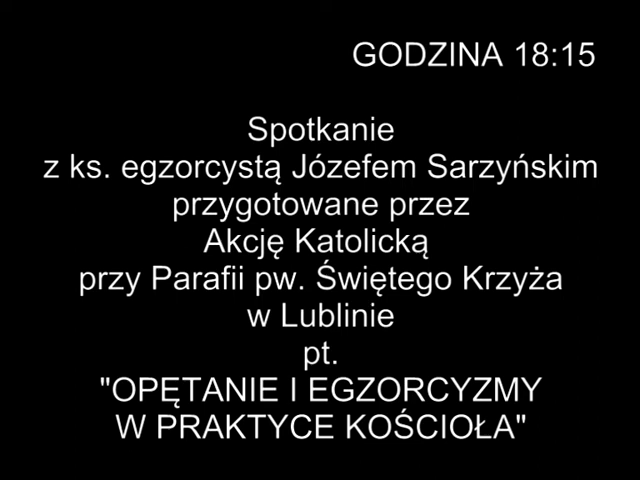 GODZINA 18:15
Spotkanie
z ks. egzorcystą Józefem Sarzyńskim
przygotowane przez
Akcję Katolicką
przy Parafii pw. Świętego Krzyża
w Lublinie
pt.
"OPĘTANIE I EGZORCYZMY
W PRAKTYCE KOŚCIOŁA"